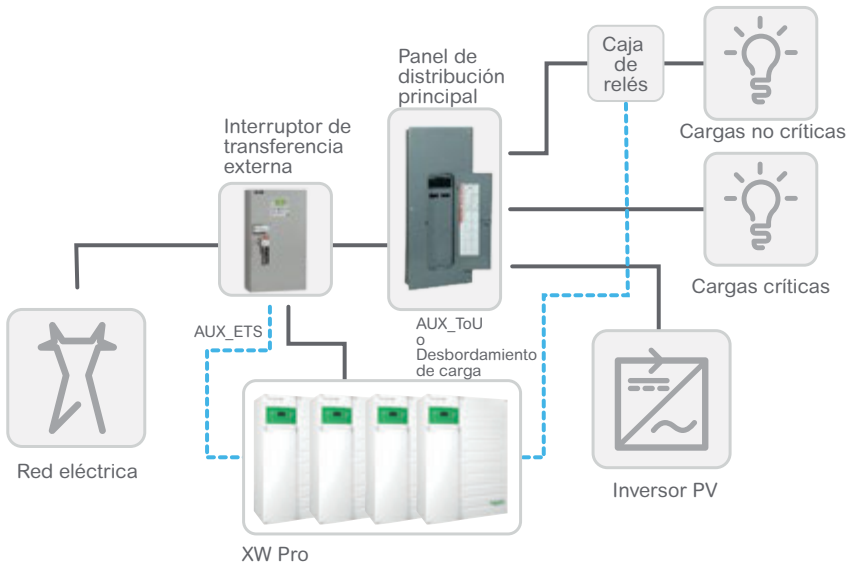 Caja
de
relés
Cargas no críticas
Panel de
distribución
principal
Interruptor de
transferencia
externa
Cargas críticas
AUX_ETS
AUX_ToU
o
Desbordamiento
de carga
Red eléctrica
Inversor PV
XW Pro